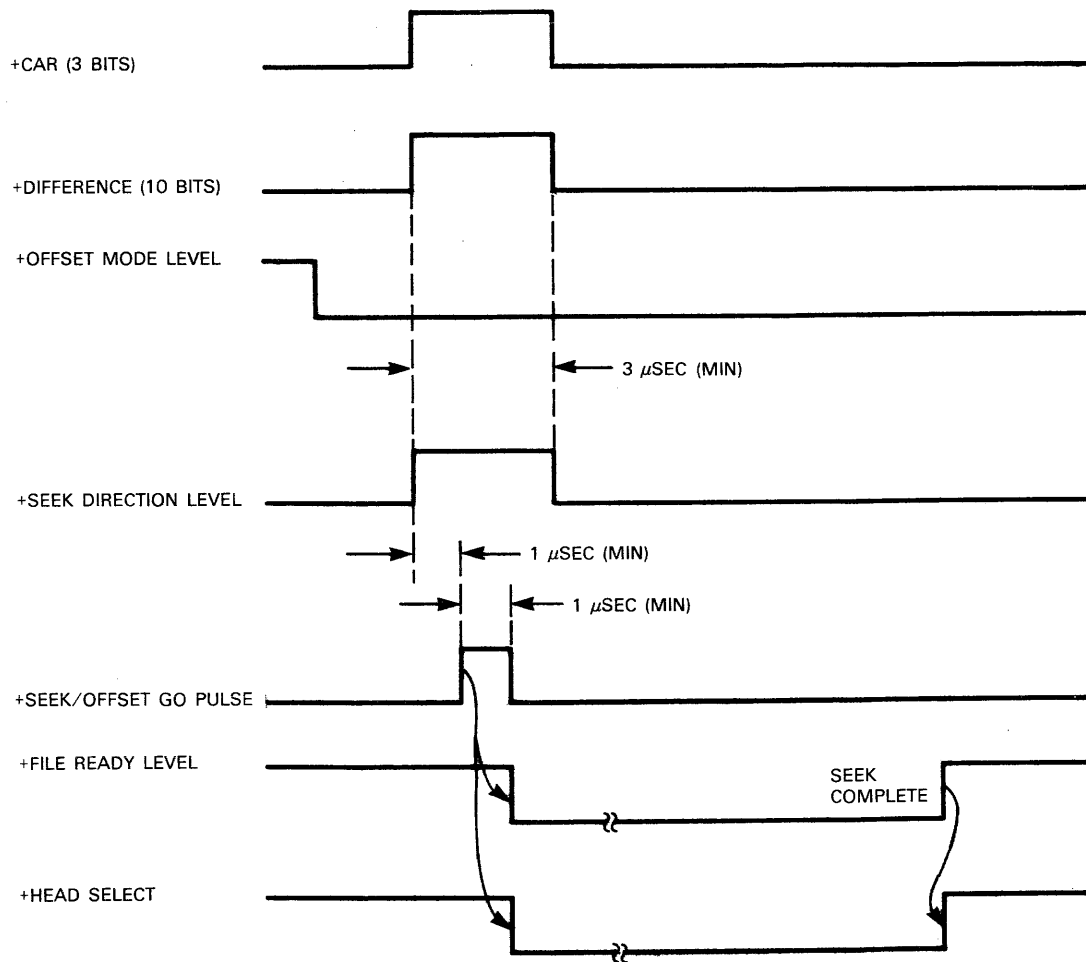 +CAR (3 BITS)
+DIFFERENCE (10 BITS)
+OFFSET MODE LEVEL
3 µSEC (MIN)
+SEEK DIRECTION LEVEL
1 µSEC (MIN)
1 µSEC (MIN)
+SEEK/OFFSET GO PULSE
+FILE READY LEVEL
SEEK
COMPLETE
+HEAD SELECT